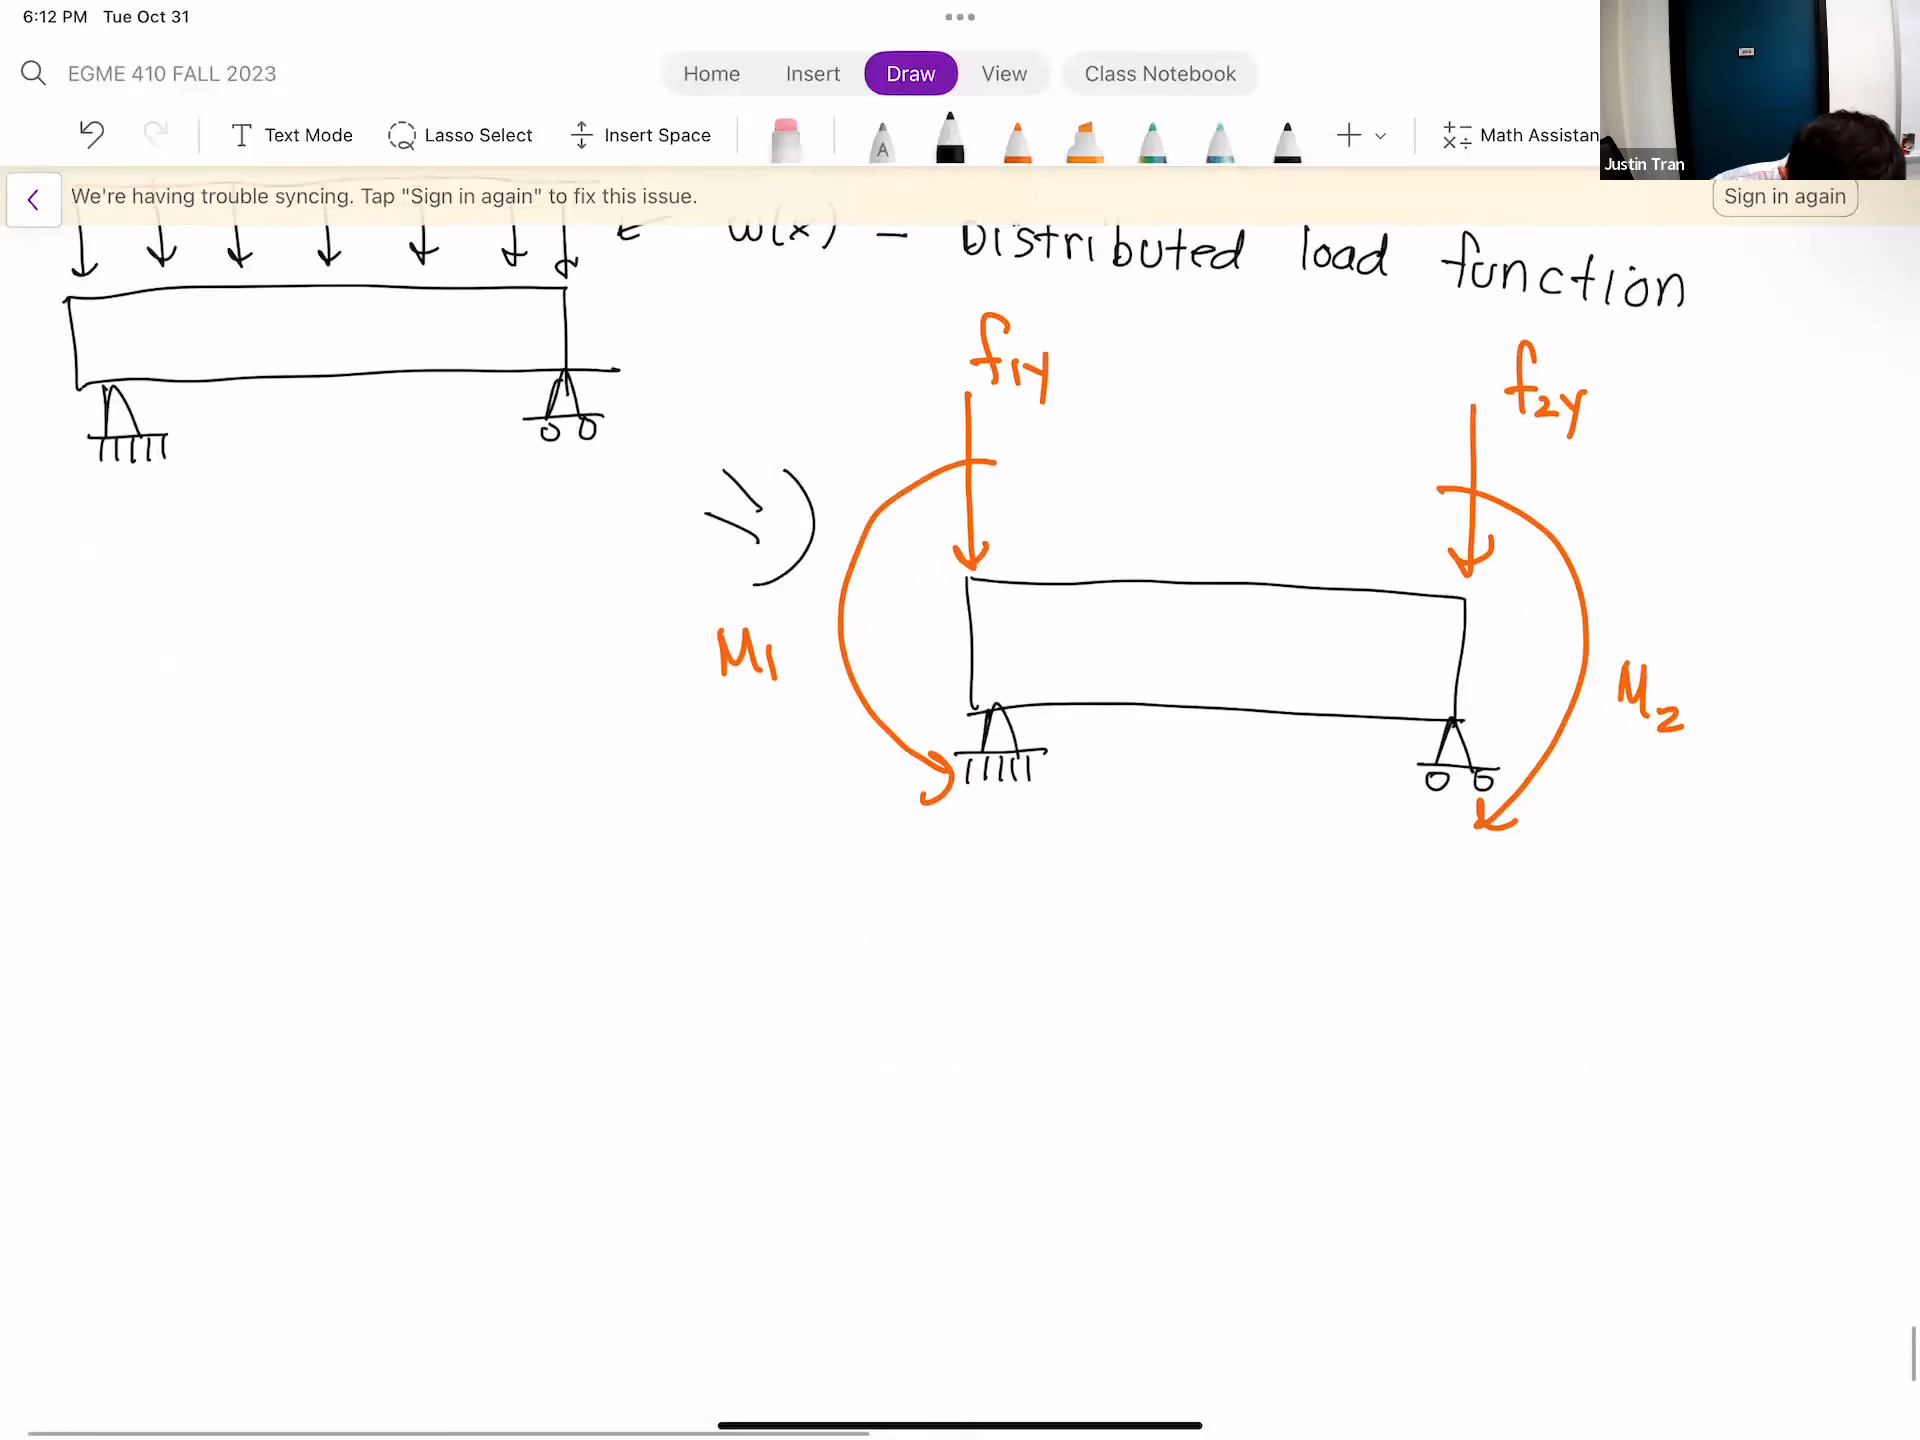 6:12 PM Tue Oct 31
EGME 410 FALL 2023
Home Insert Draw View Class Notebook
Text Mode Lasso Select Insert Space A Math Assistan
Justin Tran
We're having trouble syncing. Tap "Sign in again" to fix this issue. Sign in again
w(x) - Distributed load function
f1y
f2y
M1
M2